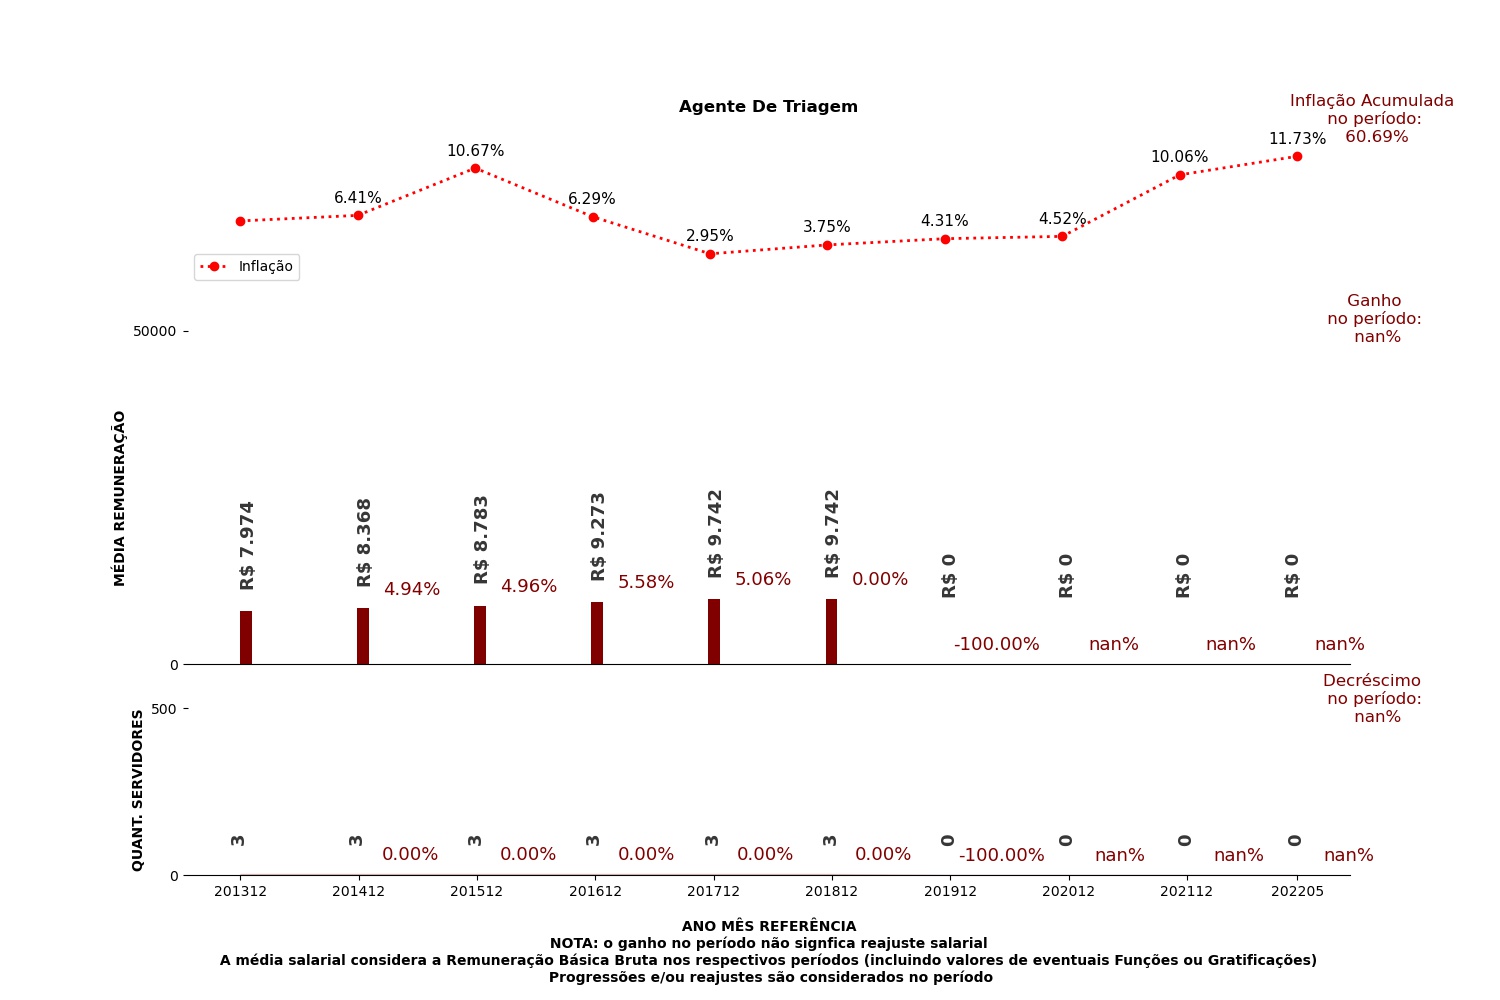 Agente De Triagem
Inflação Acumulada
no período:
60.69%
6.41%
10.67%
6.29%
2.95%
3.75%
4.31%
4.52%
10.06%
11.73%
Inflação
Ganho
no período:
nan%
50000
0
MÉDIA REMUNERAÇÃO
R$ 7.974
R$ 8.368
R$ 8.783
R$ 9.273
R$ 9.742
R$ 9.742
R$ 0
R$ 0
R$ 0
R$ 0
4.94%
4.96%
5.58%
5.06%
0.00%
-100.00%
nan%
nan%
nan%
Decréscimo
no período:
nan%
500
0
QUANT. SERVIDORES
3
3
3
3
3
3
0
0
0
0
0.00%
0.00%
0.00%
0.00%
0.00%
-100.00%
nan%
nan%
nan%
201312
201412
201512
201612
201712
201812
201912
202012
202112
202205
ANO MÊS REFERÊNCIA
NOTA: o ganho no período não signfica reajuste salarial
A média salarial considera a Remuneração Básica Bruta nos respectivos períodos (incluindo valores de eventuais Funções ou Gratificações)
Progressões e/ou reajustes são considerados no período